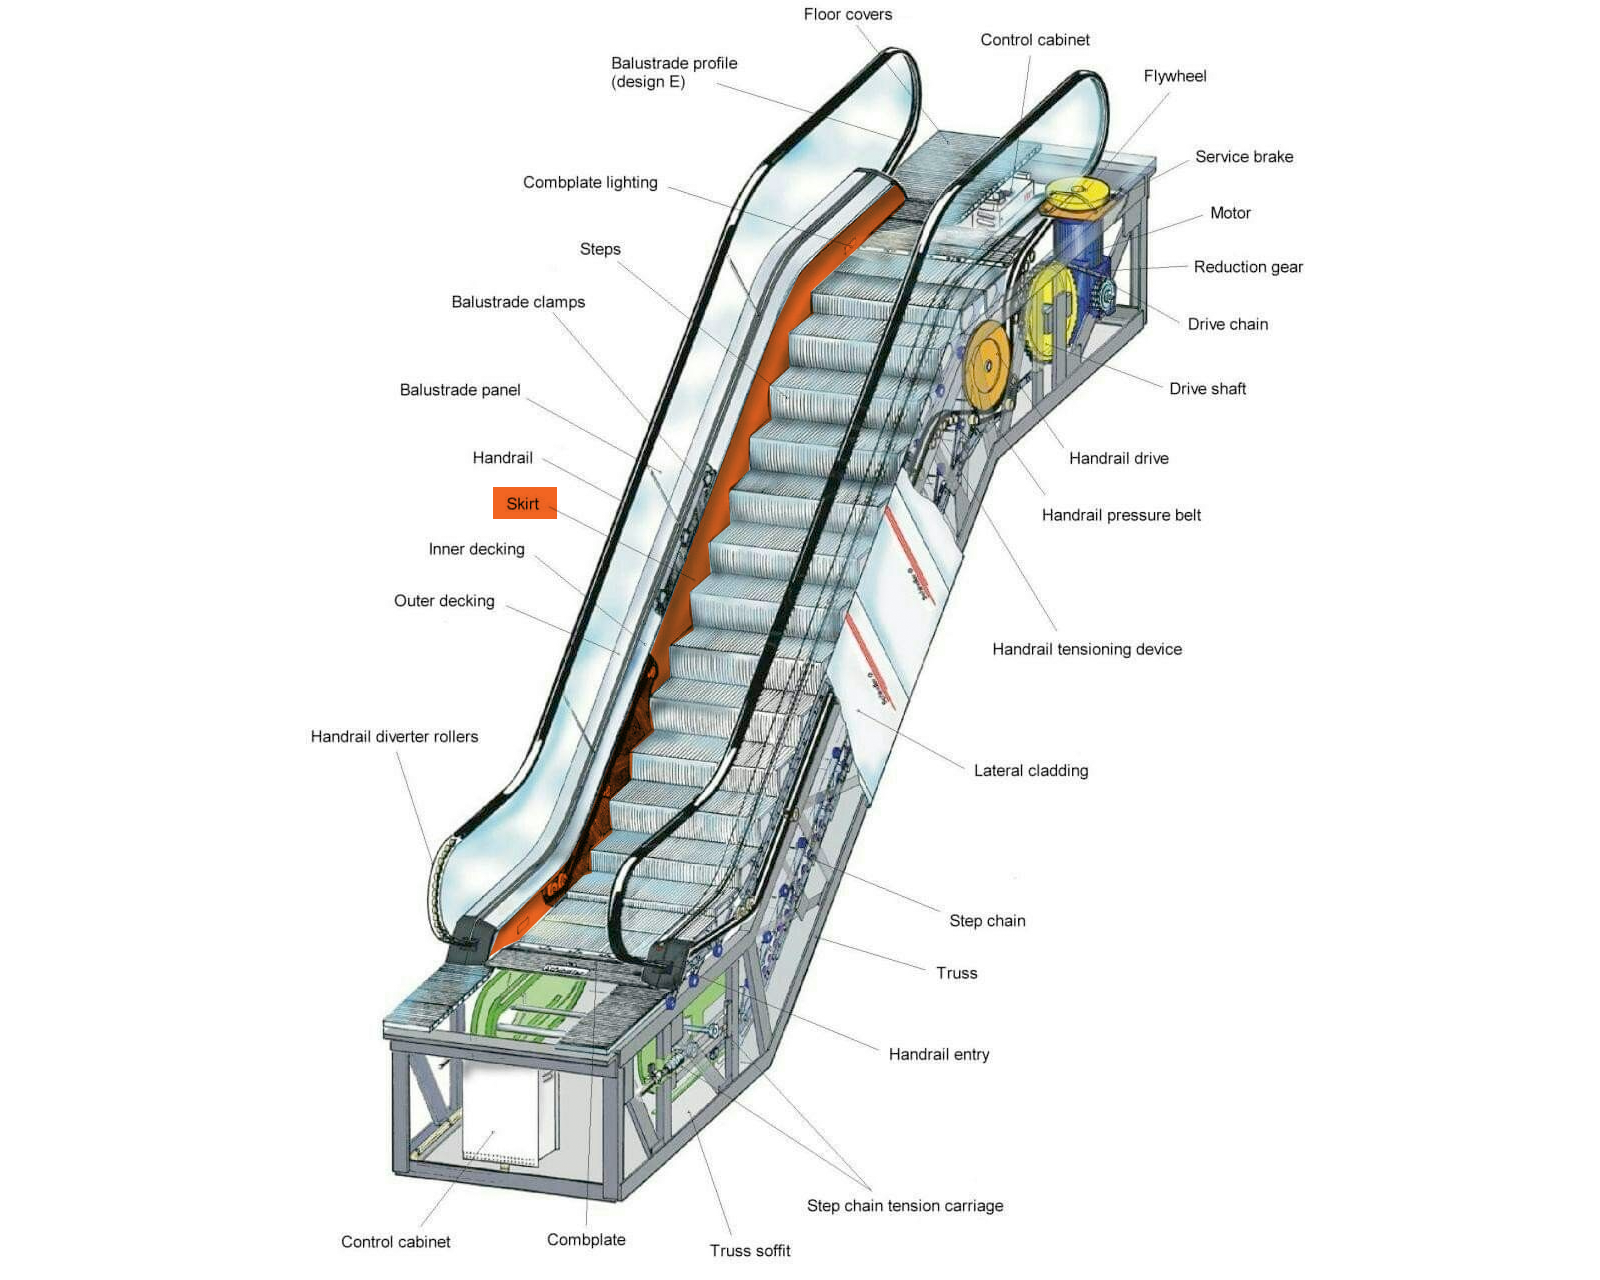 Floor covers
Control cabinet
Balustrade profile
(design E)
Flywheel
Service brake
Combplate lighting
Motor
Steps
Reduction gear
Balustrade clamps
Drive chain
Balustrade panel
Drive shaft
Handrail
Handrail drive
Skirt
Handrail pressure belt
Inner decking
Outer decking
Handrail tensioning device
Handrail diverter rollers
Lateral cladding
Step chain
Truss
Handrail entry
Step chain tension carriage
Control cabinet
Combplate
Truss soffit